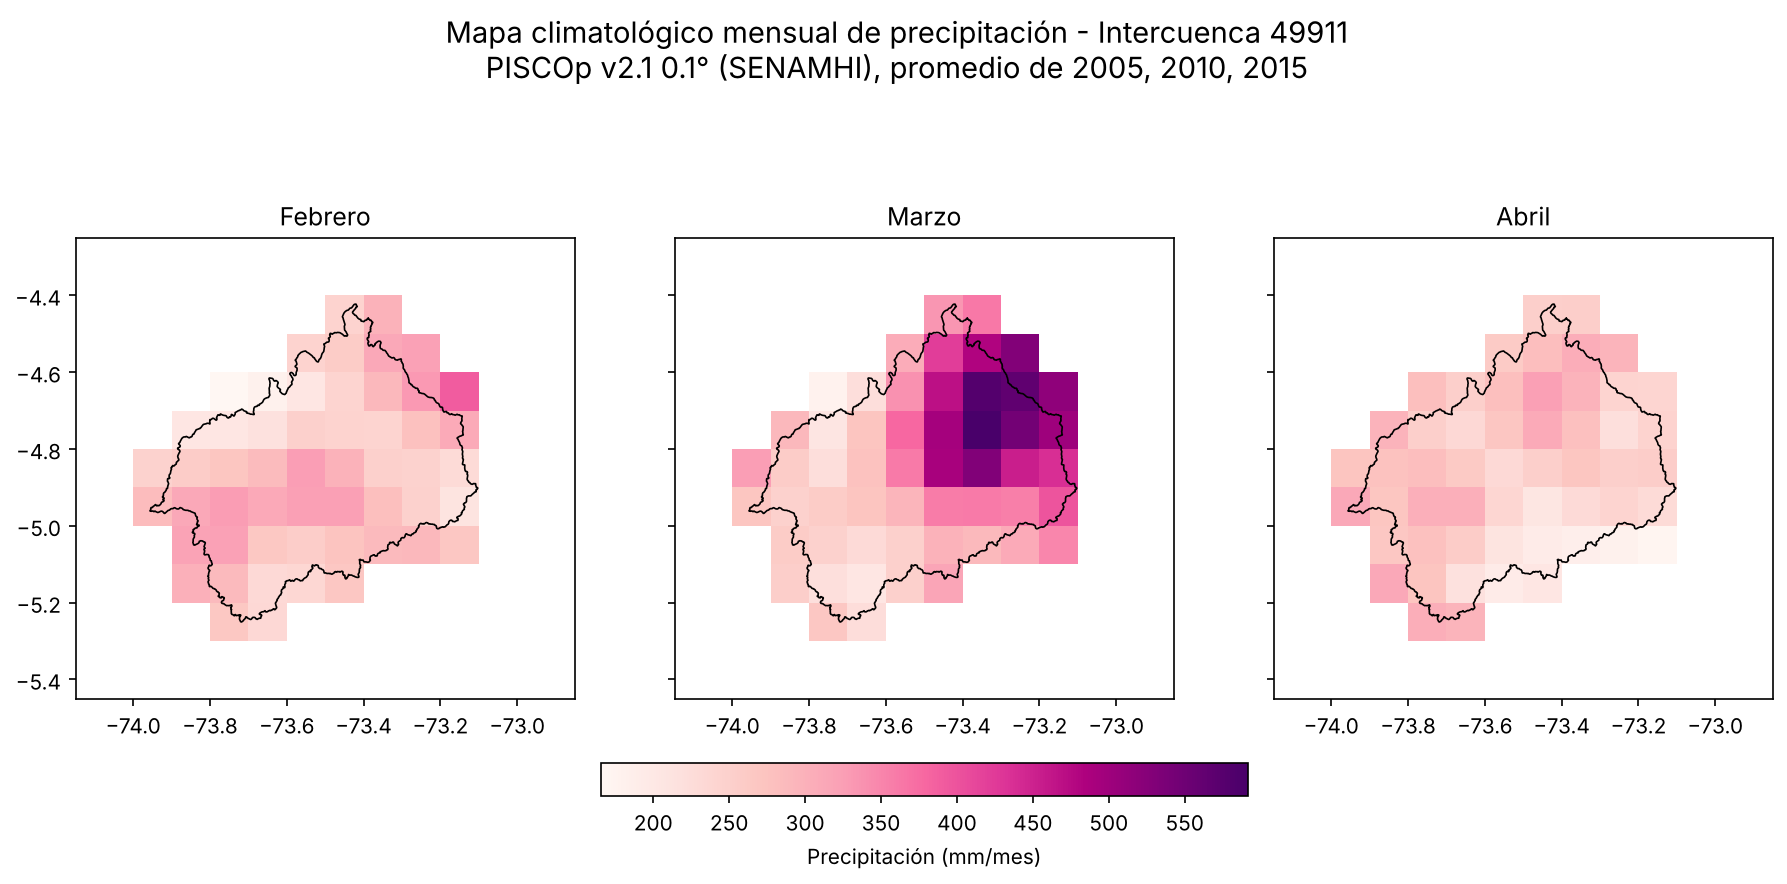 Mapa climatológico mensual de precipitación - Intercuenca 49911
PISCOp v2.1 0.1° (SENAMHI), promedio de 2005, 2010, 2015
Febrero
Marzo
Abril
−4.4
−4.6
−4.8
−5.0
−5.2
−5.4
−74.0 −73.8 −73.6 −73.4 −73.2 −73.0
−74.0 −73.8 −73.6 −73.4 −73.2 −73.0
−74.0 −73.8 −73.6 −73.4 −73.2 −73.0
200 250 300 350 400 450 500 550
Precipitación (mm/mes)